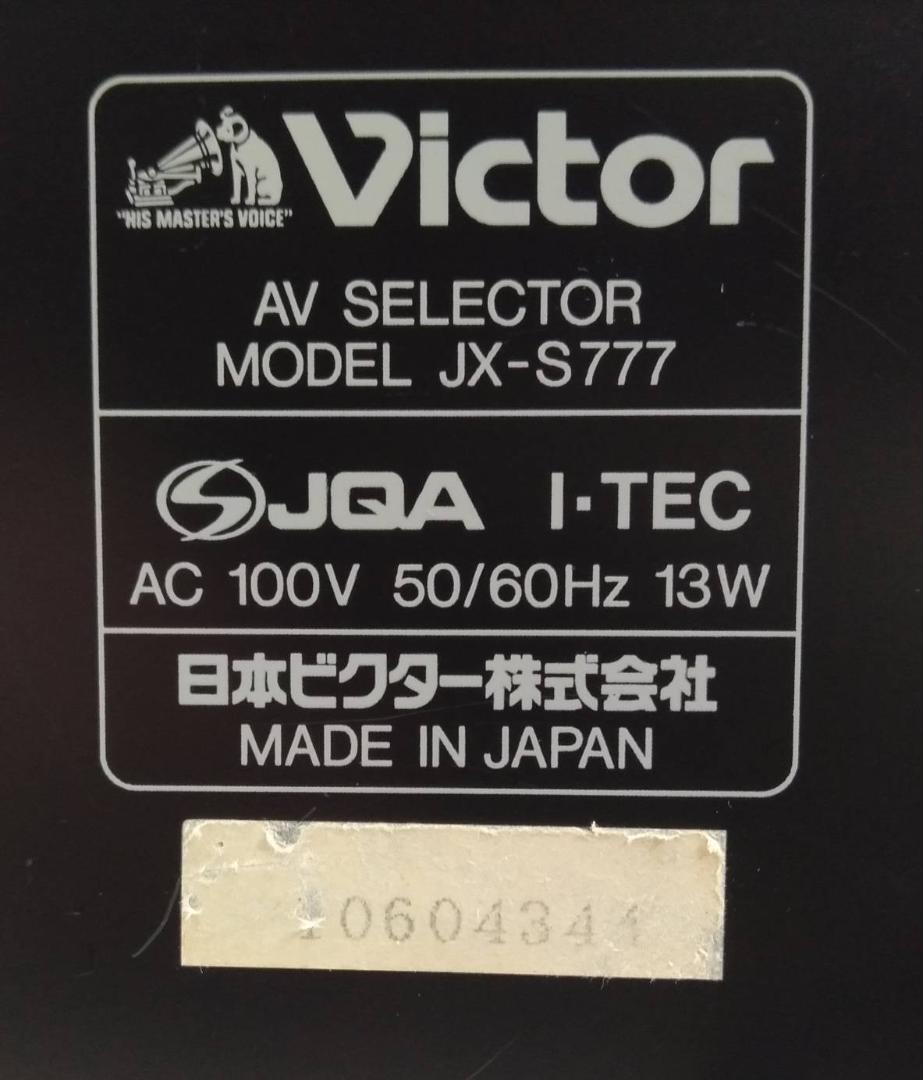 Victor
"HIS MASTER'S VOICE"
AV SELECTOR
MODEL JX-S777
JQA I·TEC
AC 100V 50/60Hz 13W
日本ビクター株式会社
MADE IN JAPAN